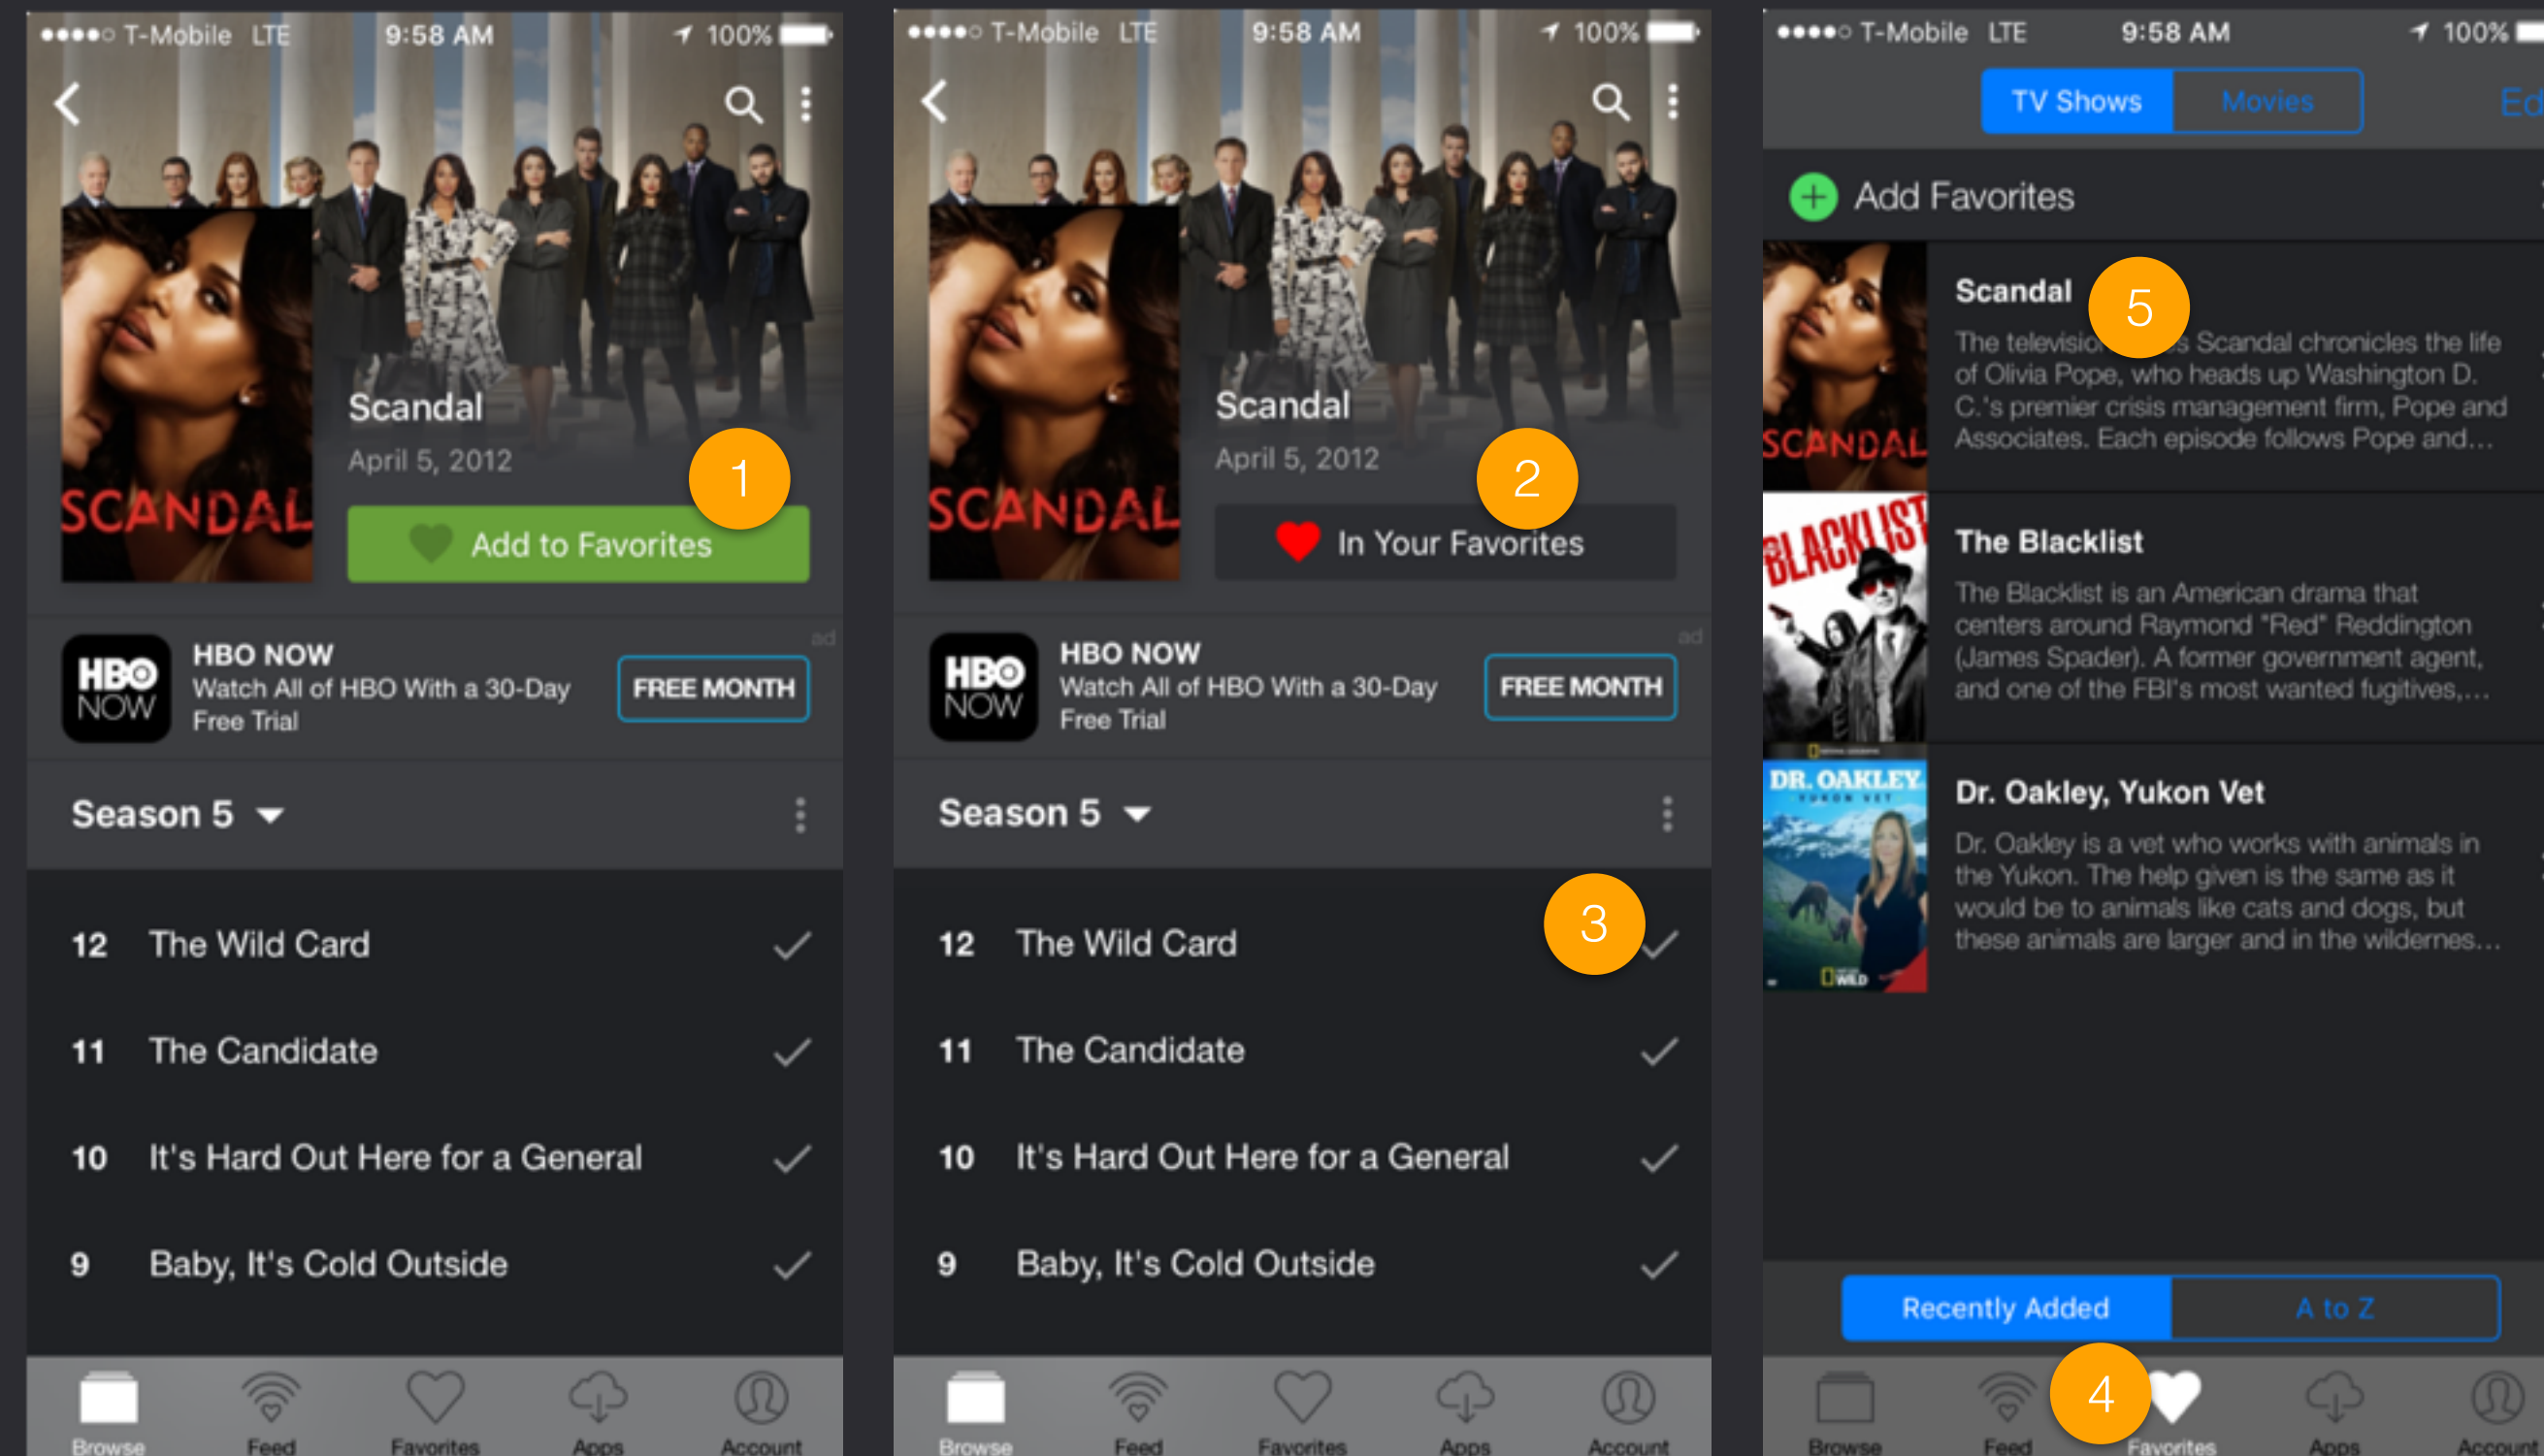 T-Mobile LTE 9:58 AM 100%
Scandal
April 5, 2012
SCANDAL
1
Add to Favorites
ad
HBO NOW
HBO NOW
Watch All of HBO With a 30-Day
Free Trial
FREE MONTH
Season 5
12 The Wild Card
11 The Candidate
10 It's Hard Out Here for a General
9 Baby, It's Cold Outside
Browse Feed Favorites Apps Account
T-Mobile LTE 9:58 AM 100%
Scandal
April 5, 2012
SCANDAL
2
In Your Favorites
ad
HBO NOW
HBO NOW
Watch All of HBO With a 30-Day
Free Trial
FREE MONTH
Season 5
3
12 The Wild Card
11 The Candidate
10 It's Hard Out Here for a General
9 Baby, It's Cold Outside
Browse Feed Favorites Apps Account
T-Mobile LTE 9:58 AM 100%
TV Shows Movies Ed
Add Favorites
SCANDAL
Scandal
5
The televisio s Scandal chronicles the life
of Olivia Pope, who heads up Washington D.
C.'s premier crisis management firm, Pope and
Associates. Each episode follows Pope and...
BLACKLIST
The Blacklist
The Blacklist is an American drama that
centers around Raymond "Red" Reddington
(James Spader). A former government agent,
and one of the FBI's most wanted fugitives,...
DR. OAKLEY
YUKON VET
WILD
Dr. Oakley, Yukon Vet
Dr. Oakley is a vet who works with animals in
the Yukon. The help given is the same as it
would be to animals like cats and dogs, but
these animals are larger and in the wildernes...
Recently Added A to Z
4
Browse Feed Favorites Apps Account